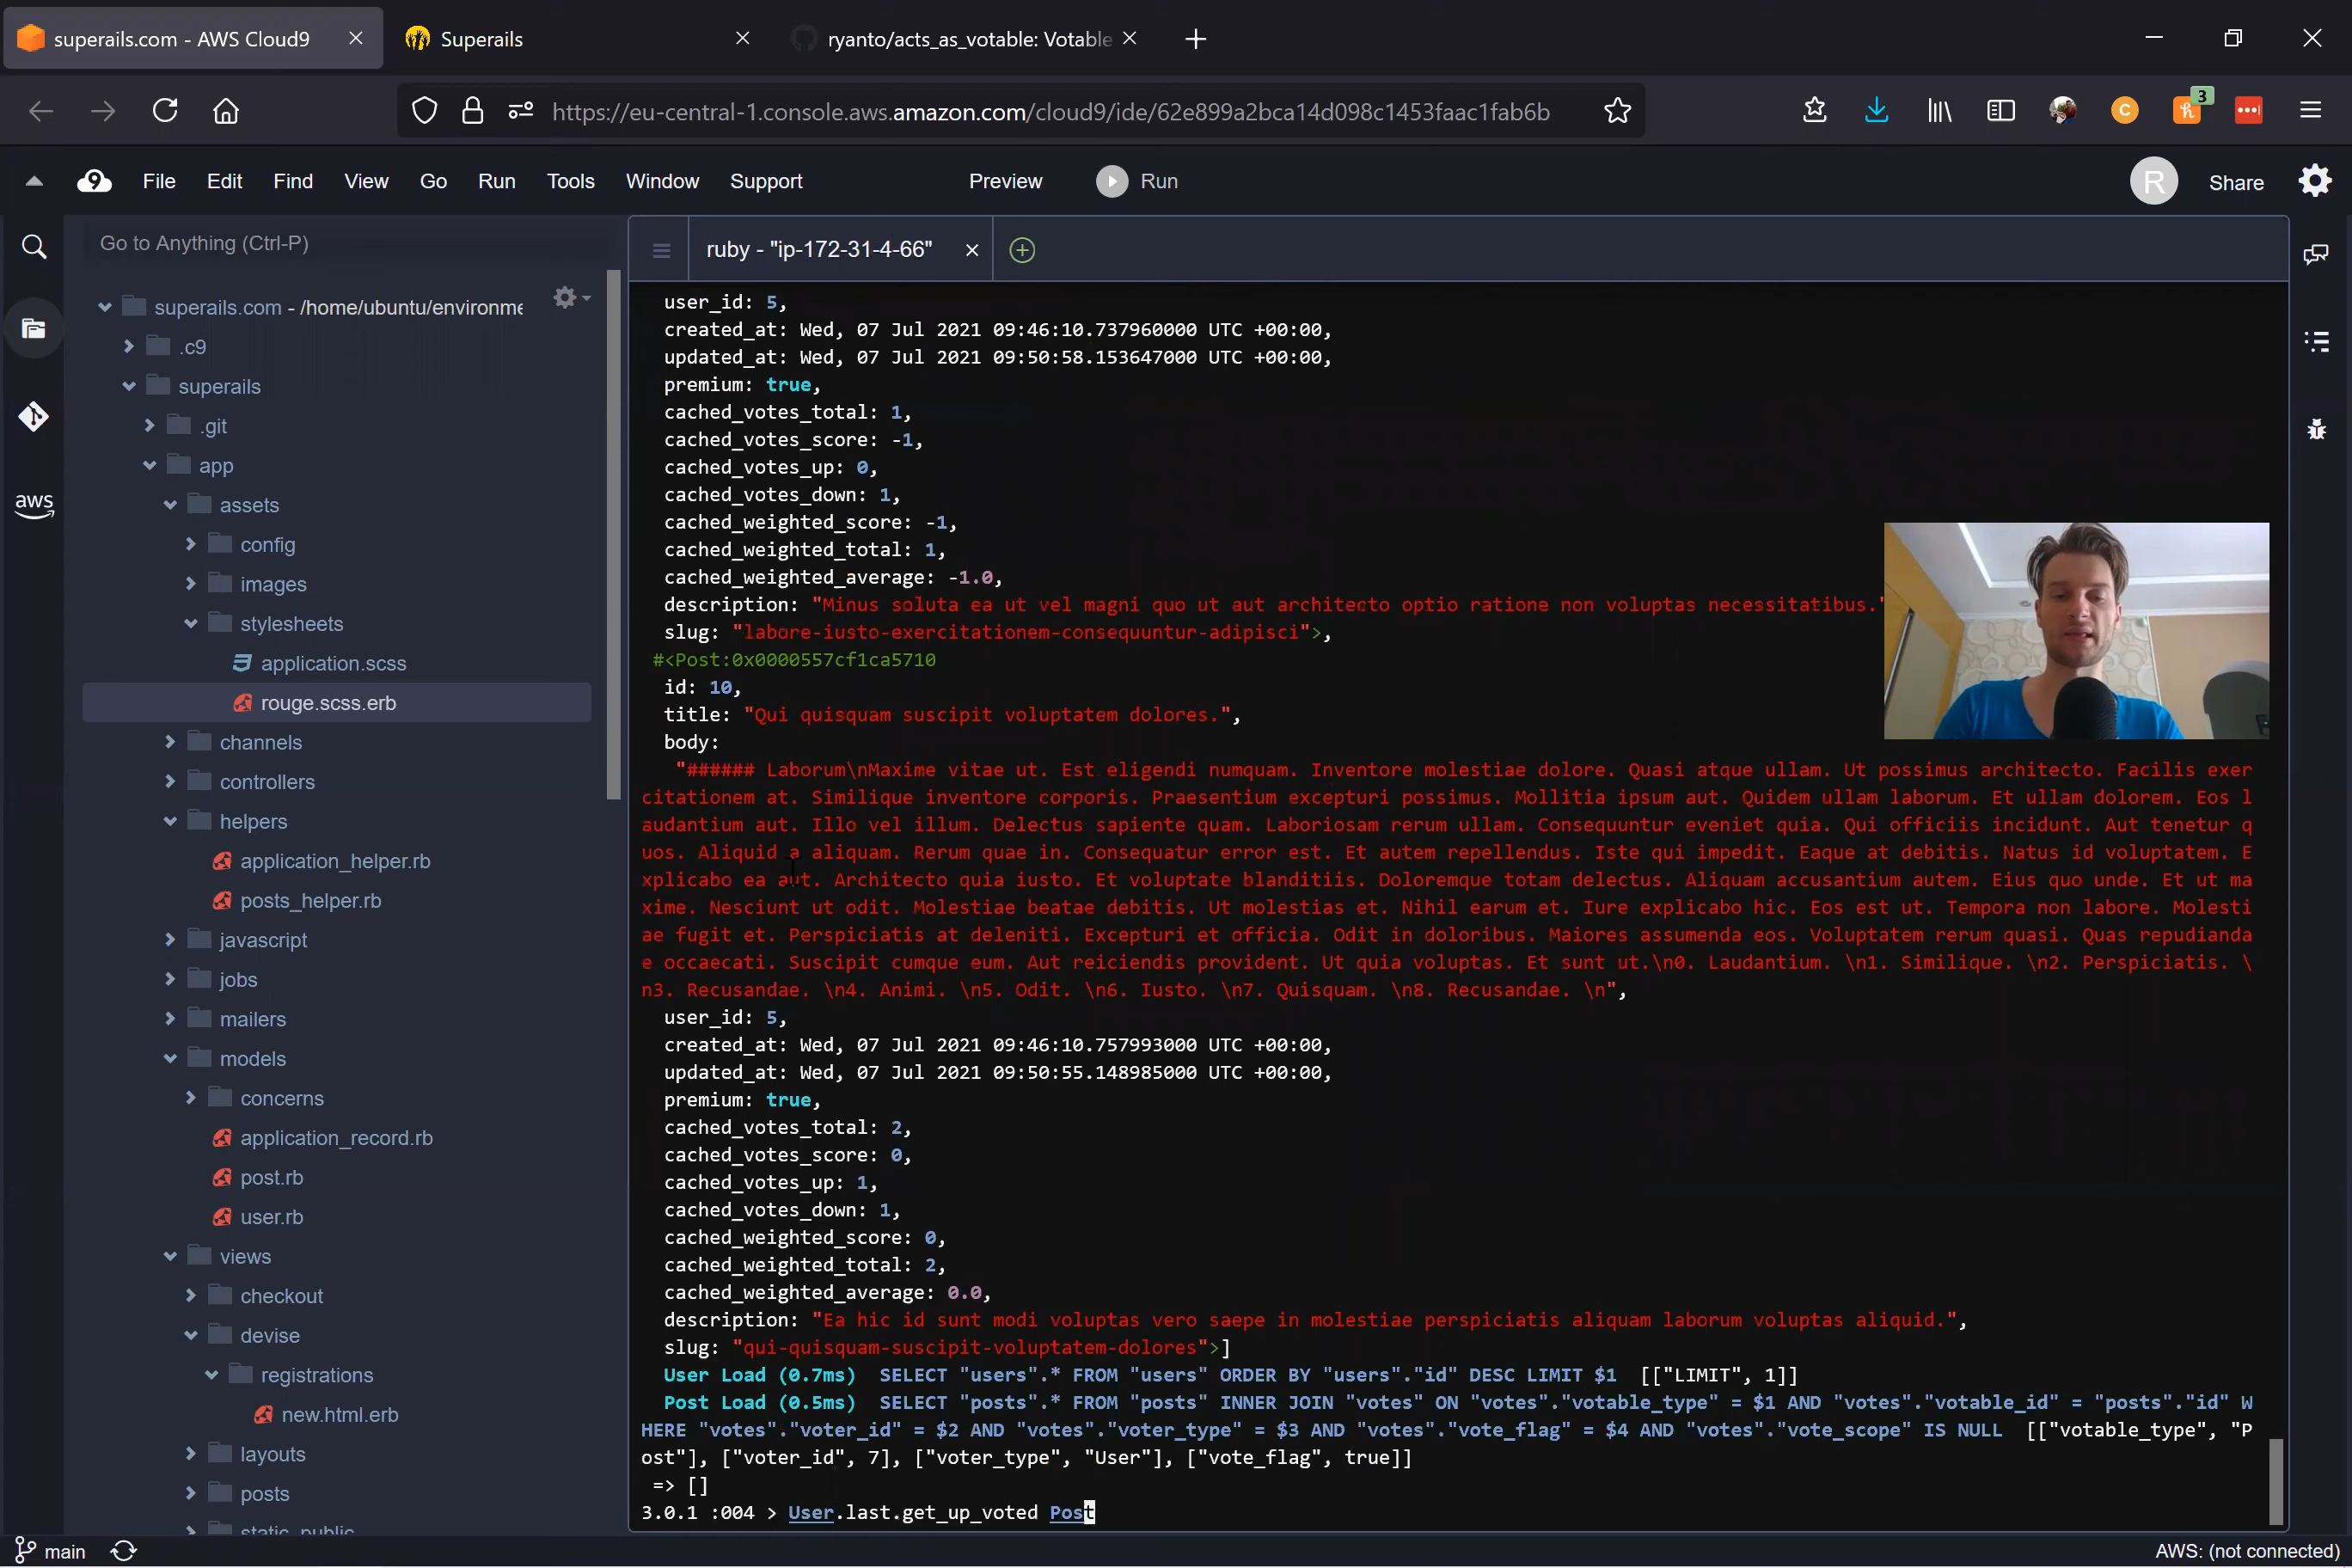 superails.com - AWS Cloud9
Superails
ryanto/acts_as_votable: Votable
https://eu-central-1.console.aws.amazon.com/cloud9/ide/62e899a2bca14d098c1453faac1fab6b
C
3
9
File Edit Find View Go Run Tools Window Support Preview Run R Share
Go to Anything (Ctrl-P)
ruby - "ip-172-31-4-66"
superails.com - /home/ubuntu/environme
.c9
superails
.git
app
assets
config
images
stylesheets
application.scss
rouge.scss.erb
channels
controllers
helpers
application_helper.rb
posts_helper.rb
javascript
jobs
mailers
models
concerns
application_record.rb
post.rb
user.rb
views
checkout
devise
registrations
new.html.erb
layouts
posts
static_public
aws
user_id: 5,
created_at: Wed, 07 Jul 2021 09:46:10.737960000 UTC +00:00,
updated_at: Wed, 07 Jul 2021 09:50:58.153647000 UTC +00:00,
premium: true,
cached_votes_total: 1,
cached_votes_score: -1,
cached_votes_up: 0,
cached_votes_down: 1,
cached_weighted_score: -1,
cached_weighted_total: 1,
cached_weighted_average: -1.0,
description: "Minus soluta ea ut vel magni quo ut aut architecto optio ratione non voluptas necessitatibus."
slug: "labore-iusto-exercitationem-consequuntur-adipisci">,
#<Post:0x0000557cf1ca5710
id: 10,
title: "Qui quisquam suscipit voluptatem dolores.",
body:
"###### Laborum\nMaxime vitae ut. Est eligendi numquam. Inventore molestiae dolore. Quasi atque ullam. Ut possimus architecto. Facilis exer
citationem at. Similique inventore corporis. Praesentium excepturi possimus. Mollitia ipsum aut. Quidem ullam laborum. Et ullam dolorem. Eos l
audantium aut. Illo vel illum. Delectus sapiente quam. Laboriosam rerum ullam. Consequuntur eveniet quia. Qui officiis incidunt. Aut tenetur q
uos. Aliquid a aliquam. Rerum quae in. Consequatur error est. Et autem repellendus. Iste qui impedit. Eaque at debitis. Natus id voluptatem. E
xplicabo ea aut. Architecto quia iusto. Et voluptate blanditiis. Doloremque totam delectus. Aliquam accusantium autem. Eius quo unde. Et ut ma
xime. Nesciunt ut odit. Molestiae beatae debitis. Ut molestias et. Nihil earum et. Iure explicabo hic. Eos est ut. Tempora non labore. Molesti
ae fugit et. Perspiciatis at deleniti. Excepturi et officia. Odit in doloribus. Maiores assumenda eos. Voluptatem rerum quasi. Quas repudianda
e occaecati. Suscipit cumque eum. Aut reiciendis provident. Ut quia voluptas. Et sunt ut.\n0. Laudantium. \n1. Similique. \n2. Perspiciatis. \
n3. Recusandae. \n4. Animi. \n5. Odit. \n6. Iusto. \n7. Quisquam. \n8. Recusandae. \n",
user_id: 5,
created_at: Wed, 07 Jul 2021 09:46:10.757993000 UTC +00:00,
updated_at: Wed, 07 Jul 2021 09:50:55.148985000 UTC +00:00,
premium: true,
cached_votes_total: 2,
cached_votes_score: 0,
cached_votes_up: 1,
cached_votes_down: 1,
cached_weighted_score: 0,
cached_weighted_total: 2,
cached_weighted_average: 0.0,
description: "Ea hic id sunt modi voluptas vero saepe in molestiae perspiciatis aliquam laborum voluptas aliquid.",
slug: "qui-quisquam-suscipit-voluptatem-dolores">]
User Load (0.7ms) SELECT "users".* FROM "users" ORDER BY "users"."id" DESC LIMIT $1 [["LIMIT", 1]]
Post Load (0.5ms) SELECT "posts".* FROM "posts" INNER JOIN "votes" ON "votes"."votable_type" = $1 AND "votes"."votable_id" = "posts"."id" W
HERE "votes"."voter_id" = $2 AND "votes"."voter_type" = $3 AND "votes"."vote_flag" = $4 AND "votes"."vote_scope" IS NULL [["votable_type", "P
ost"], ["voter_id", 7], ["voter_type", "User"], ["vote_flag", true]]
=> []
3.0.1 :004 > User.last.get_up_voted Post
main
AWS: (not connected)